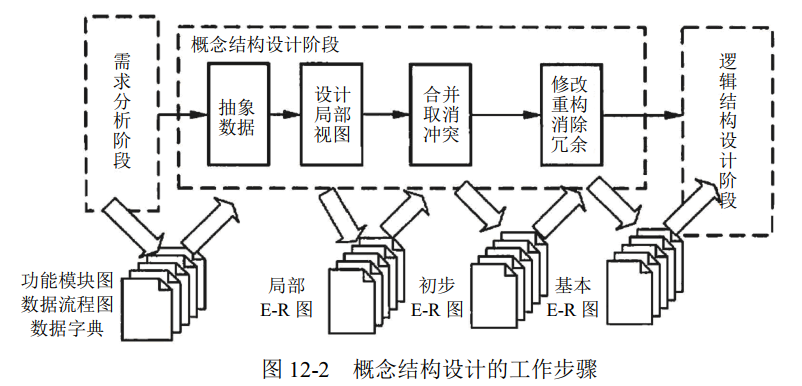 需求分析阶段
概念结构设计阶段
抽象
数据
设计
局部
视图
合并
取消
冲突
修改
重构
消除
冗余
逻辑结构设计阶段
功能模块图
数据流程图
数据字典
局部
E-R 图
初步
E-R 图
基本
E-R 图
图 12-2 概念结构设计的工作步骤